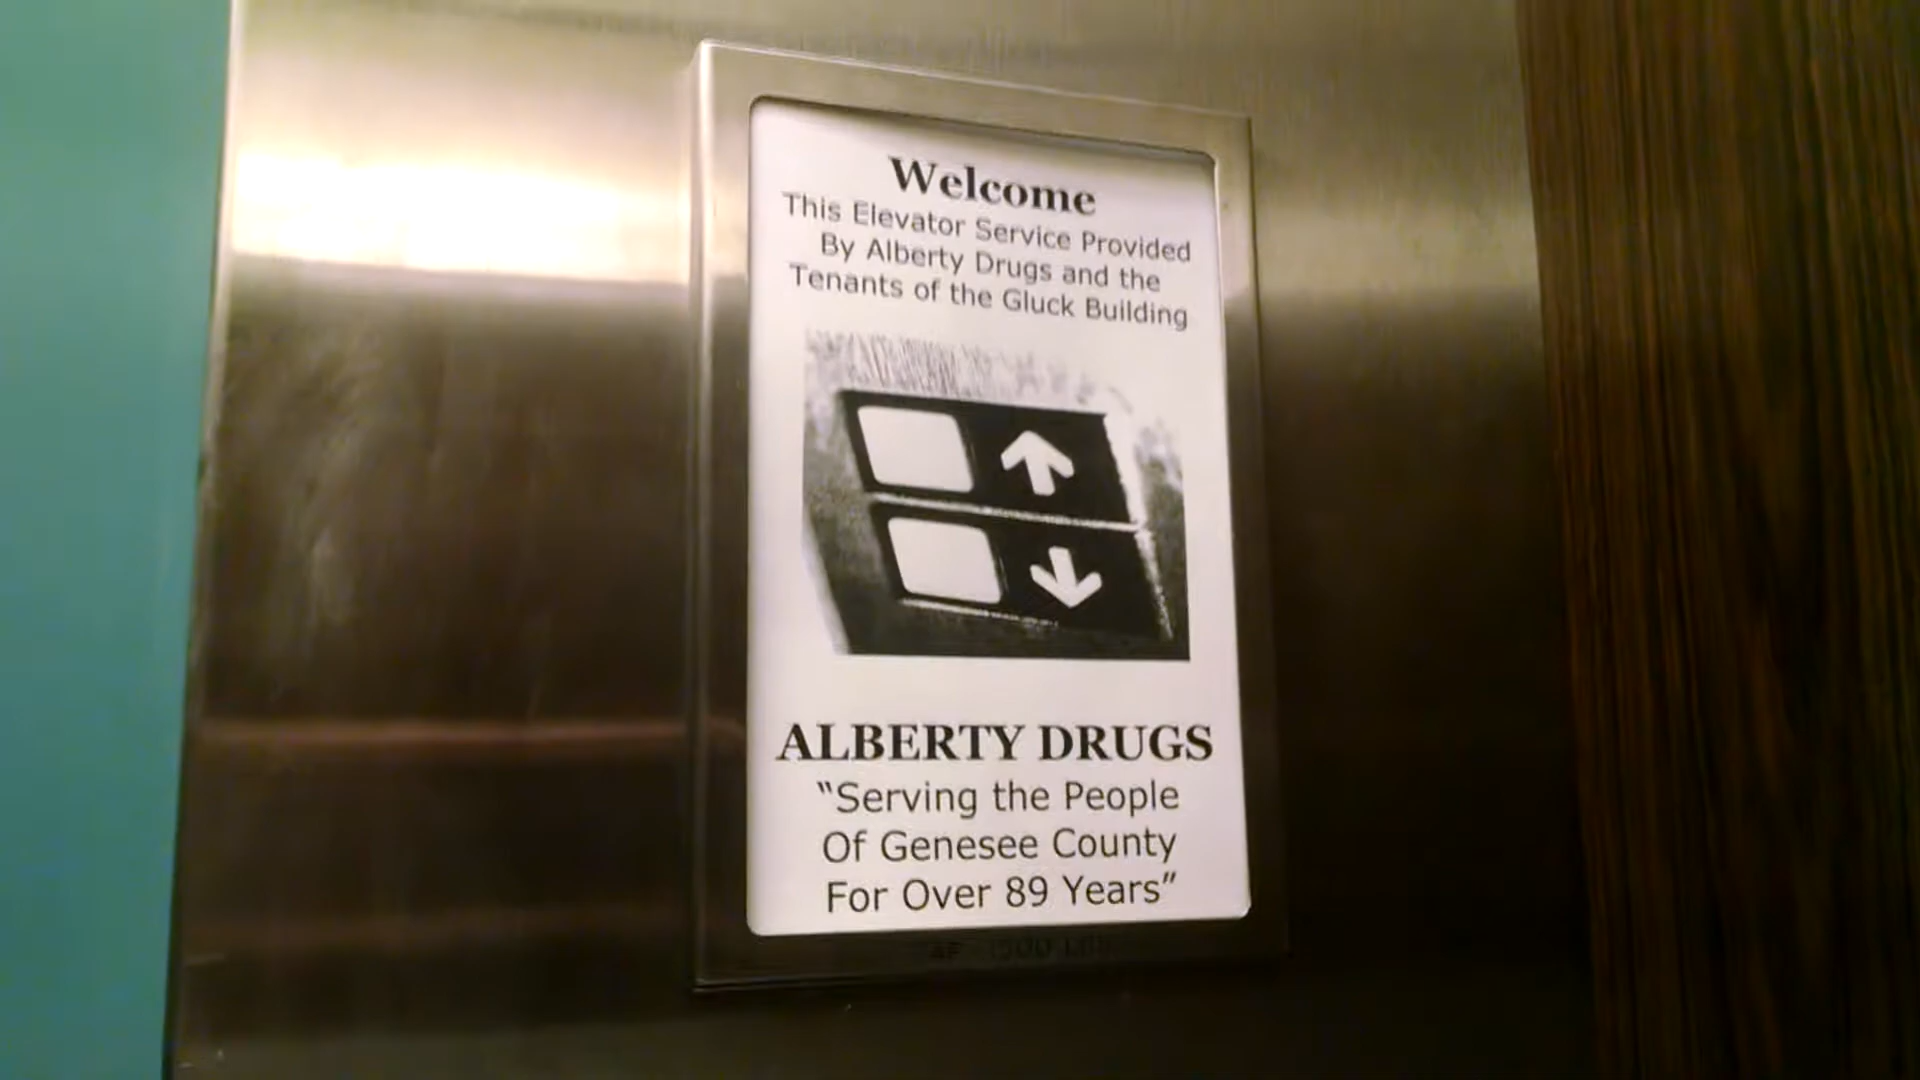 Welcome
This Elevator Service Provided
By Alberty Drugs and the
Tenants of the Gluck Building
ALBERTY DRUGS
“Serving the People
Of Genesee County
For Over 89 Years”